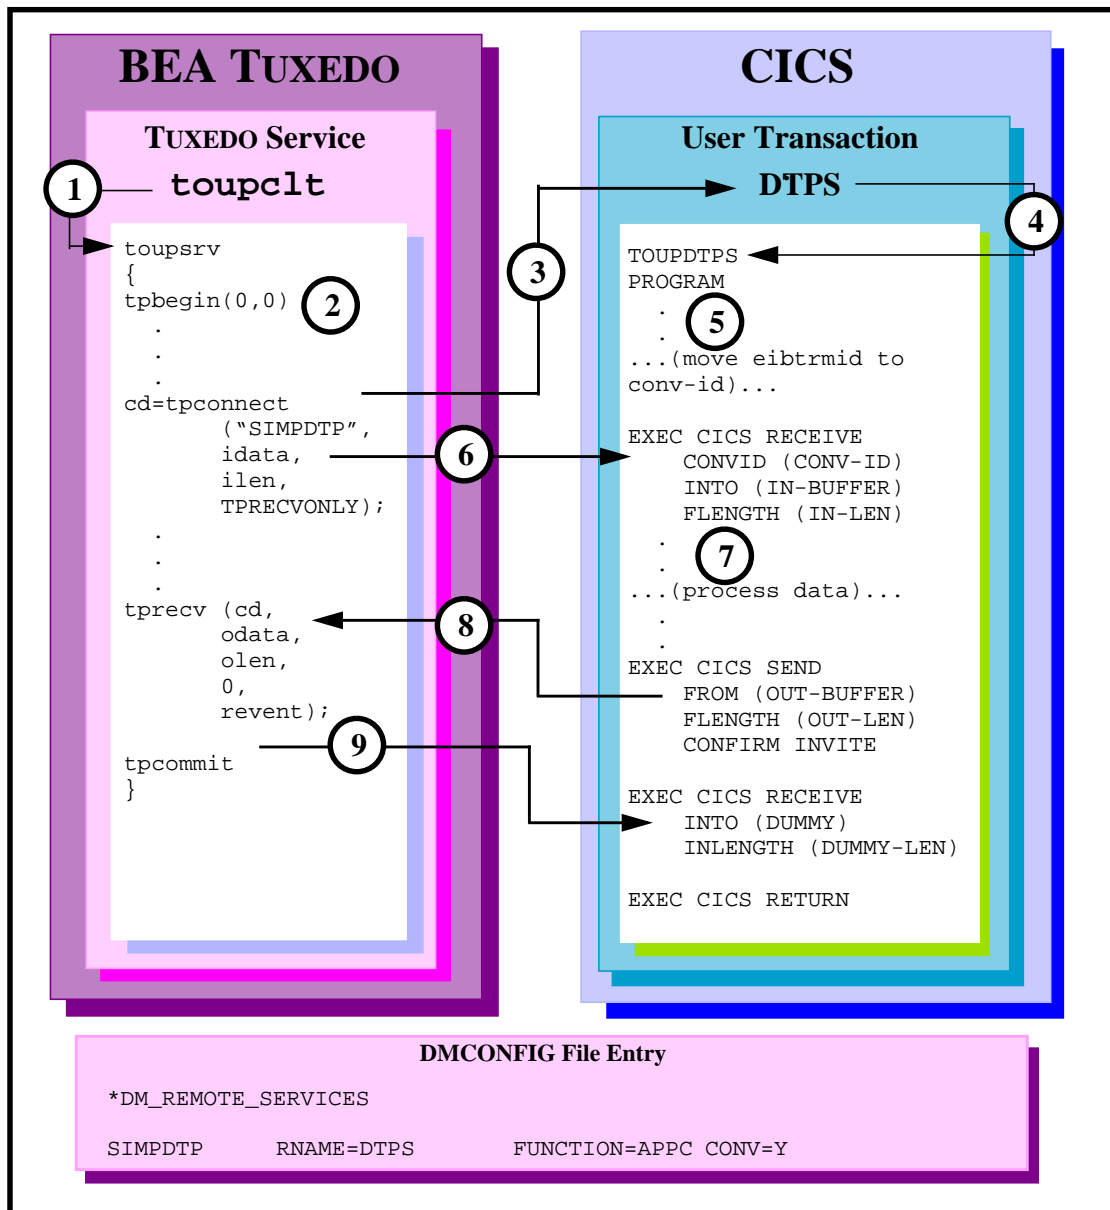 BEA TUXEDO
TUXEDO Service
toupclt
1
toupsrv
{
tpbegin(0,0)
2
.
.
.
cd=tpconnect
("SIMPDTP",
idata,
ilen,
TPRECVONLY);
.
.
.
tprecv (cd,
odata,
olen,
0,
revent);
tpcommit
}
3
6
8
9
CICS
User Transaction
DTPS
4
TOUPDTPS
PROGRAM
.
.
5
...(move eibtrmid to
conv-id)...
EXEC CICS RECEIVE
CONVID (CONV-ID)
INTO (IN-BUFFER)
FLENGTH (IN-LEN)
.
.
7
...(process data)...
.
.
EXEC CICS SEND
FROM (OUT-BUFFER)
FLENGTH (OUT-LEN)
CONFIRM INVITE
EXEC CICS RECEIVE
INTO (DUMMY)
INLENGTH (DUMMY-LEN)
EXEC CICS RETURN
DMCONFIG File Entry
*DM_REMOTE_SERVICES
SIMPDTP RNAME=DTPS FUNCTION=APPC CONV=Y